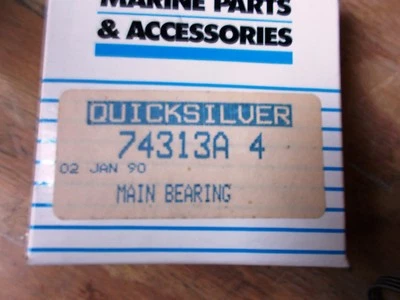 MARINE PARTS
& ACCESSORIES
QUICKSILVER
74313A 4
02 JAN 90
MAIN BEARING